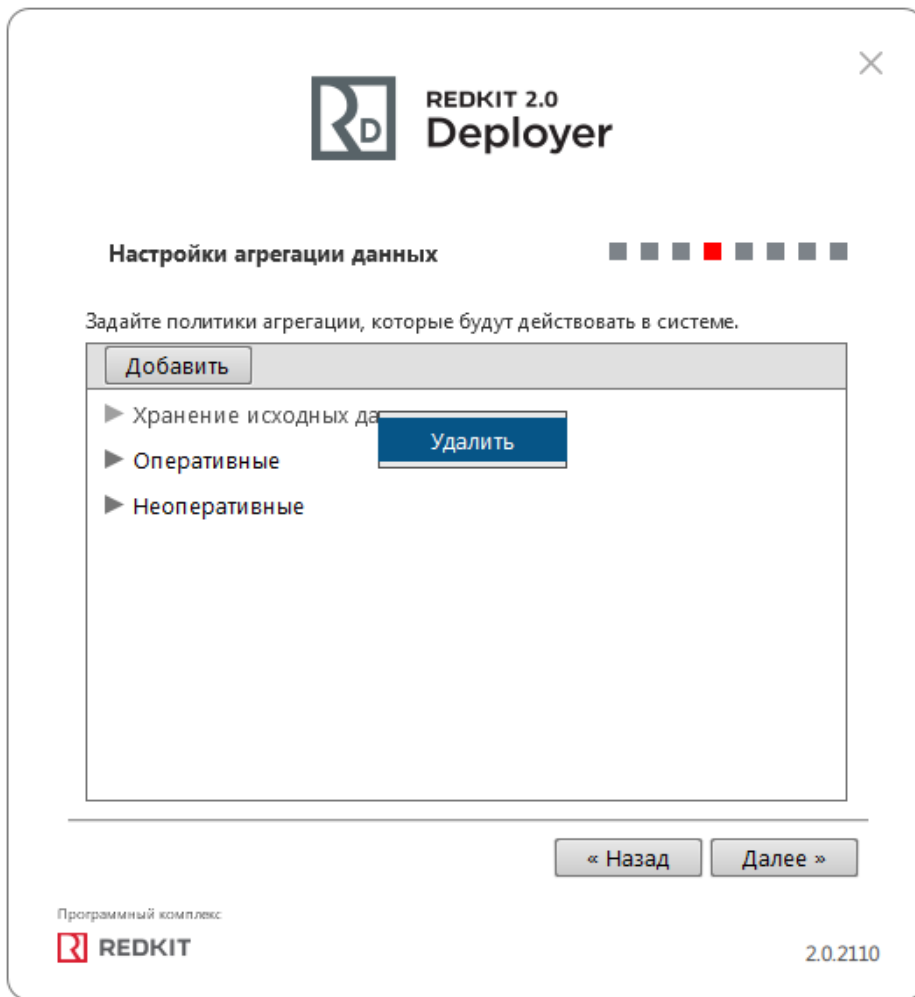 REDKIT 2.0
Deployer
Настройки агрегации данных
Задайте политики агрегации, которые будут действовать в системе.
Добавить
Хранение исходных да
Удалить
Оперативные
Неоперативные
« Назад
Далее »
Программный комплекс
REDKIT
2.0.2110